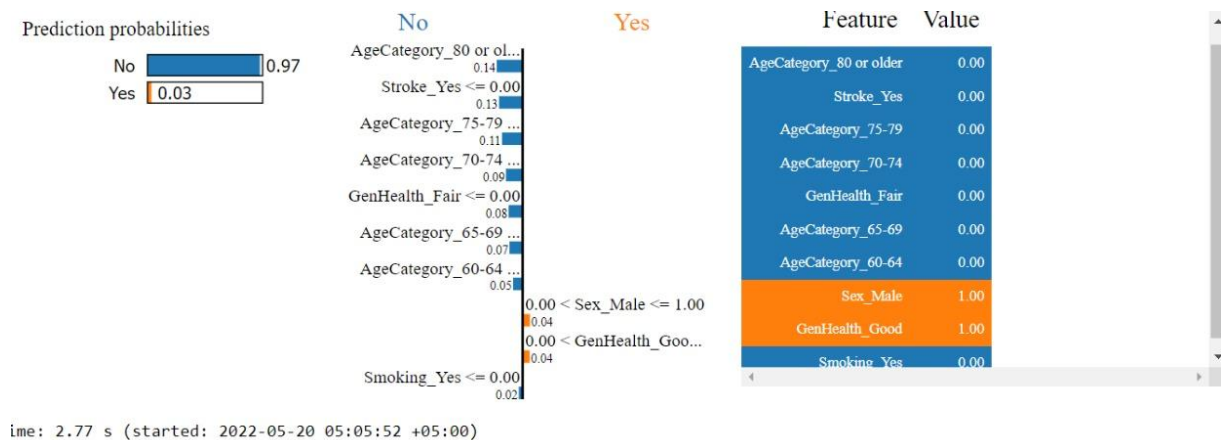 Prediction probabilities
No 0.97
Yes 0.03
No Yes
AgeCategory_80 or ol...
0.14
Stroke_Yes <= 0.00
0.13
AgeCategory_75-79 ...
0.11
AgeCategory_70-74 ...
0.09
GenHealth_Fair <= 0.00
0.08
AgeCategory_65-69 ...
0.07
AgeCategory_60-64 ...
0.05
0.00 < Sex_Male <= 1.00
0.04
0.00 < GenHealth_Goo...
0.04
Smoking_Yes <= 0.00
0.02
Feature Value
AgeCategory_80 or older 0.00
Stroke_Yes 0.00
AgeCategory_75-79 0.00
AgeCategory_70-74 0.00
GenHealth_Fair 0.00
AgeCategory_65-69 0.00
AgeCategory_60-64 0.00
Sex_Male 1.00
GenHealth_Good 1.00
Smoking_Yes 0.00
ime: 2.77 s (started: 2022-05-20 05:05:52 +05:00)